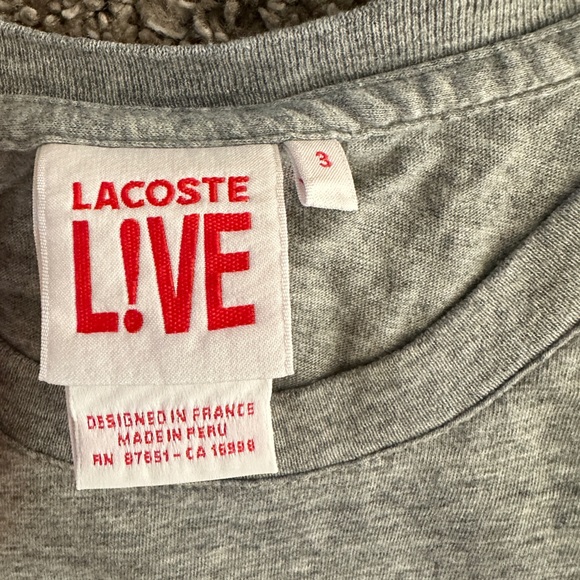 LACOSTE
L!VE
3
DESIGNED IN FRANCE
MADE IN PERU
RN 87651 - CA 16998